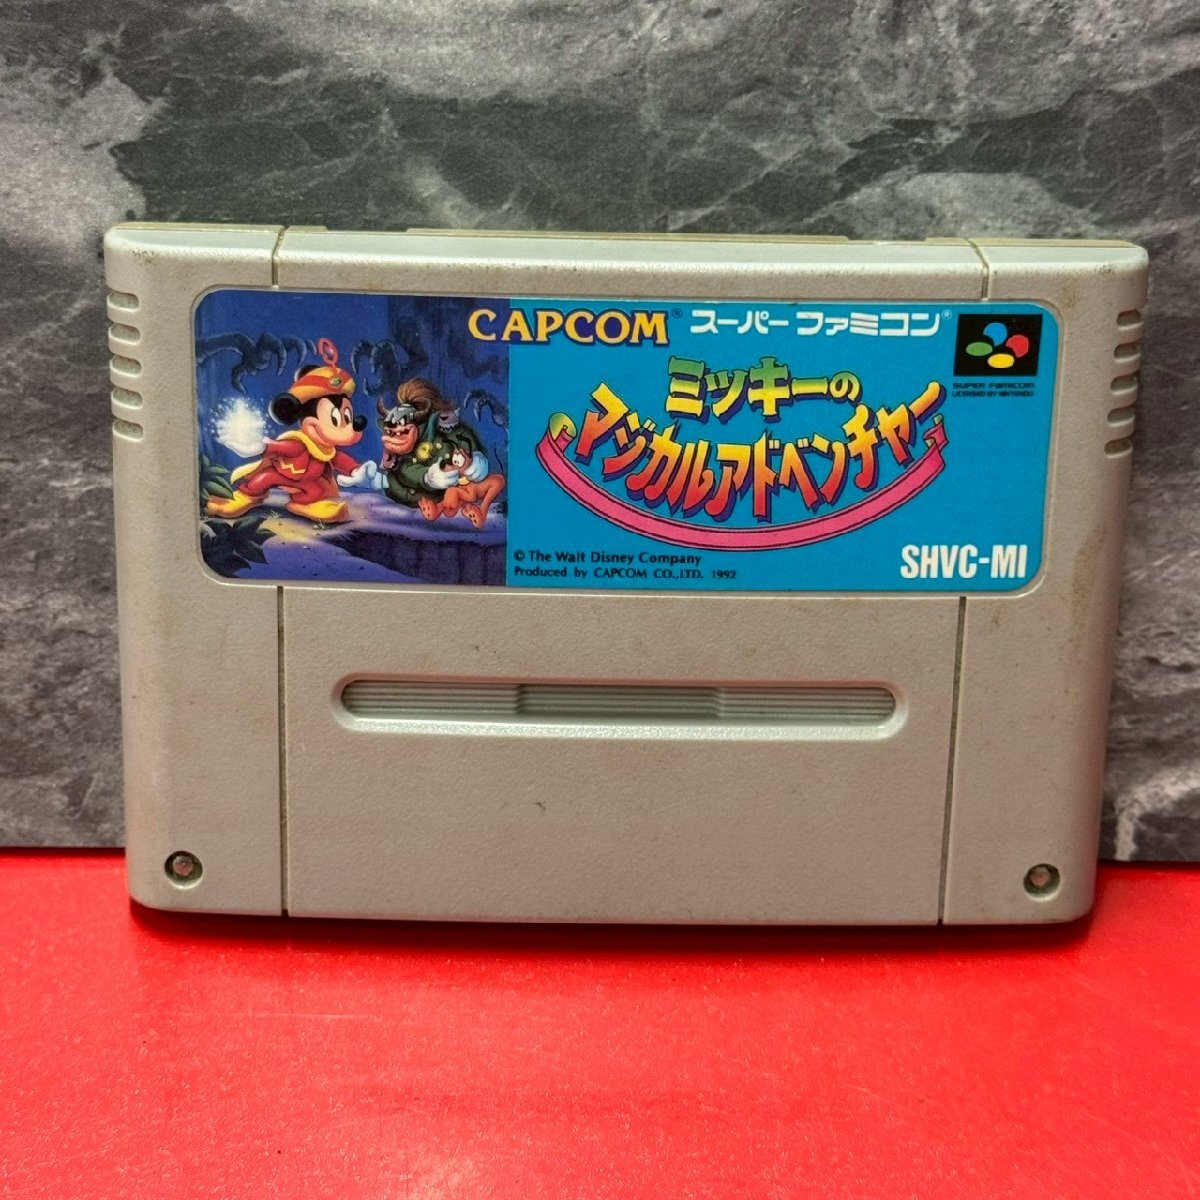 CAPCOM® スーパーファミコン®
ミッキーの
マジカルアドベンチャー
SUPER FAMICOM
LICENSED BY NINTENDO
© The Walt Disney Company
Produced by CAPCOM CO.,LTD. 1992
SHVC-MI